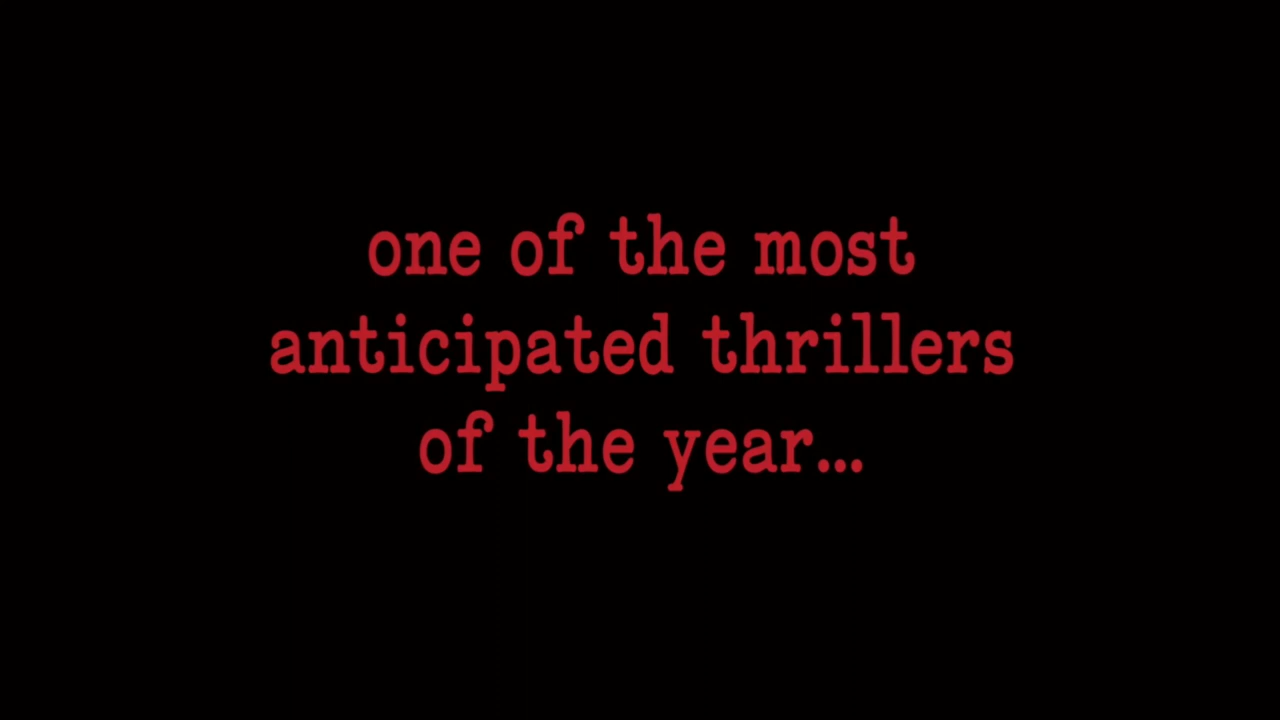 one of the most
anticipated thrillers
of the year...